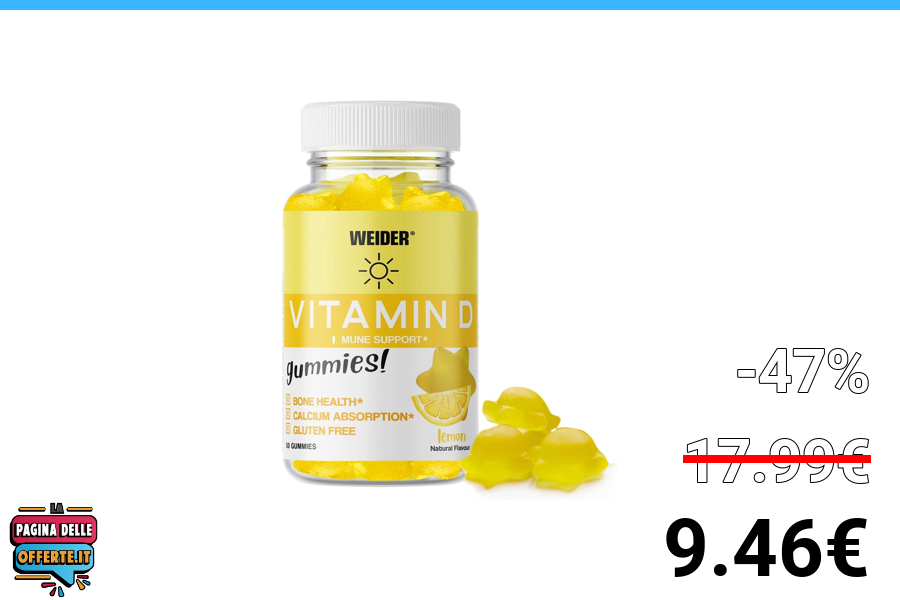 WEIDER®
VITAMIN D
MUNE SUPPORT*
gummies!
BONE HEALTH*
CALCIUM ABSORPTION*
GLUTEN FREE
GUMMIES
lemon
Natural Flavour
-47%
17.99€
9.46€
LA
PAGINA DELLE
OFFERTE.IT